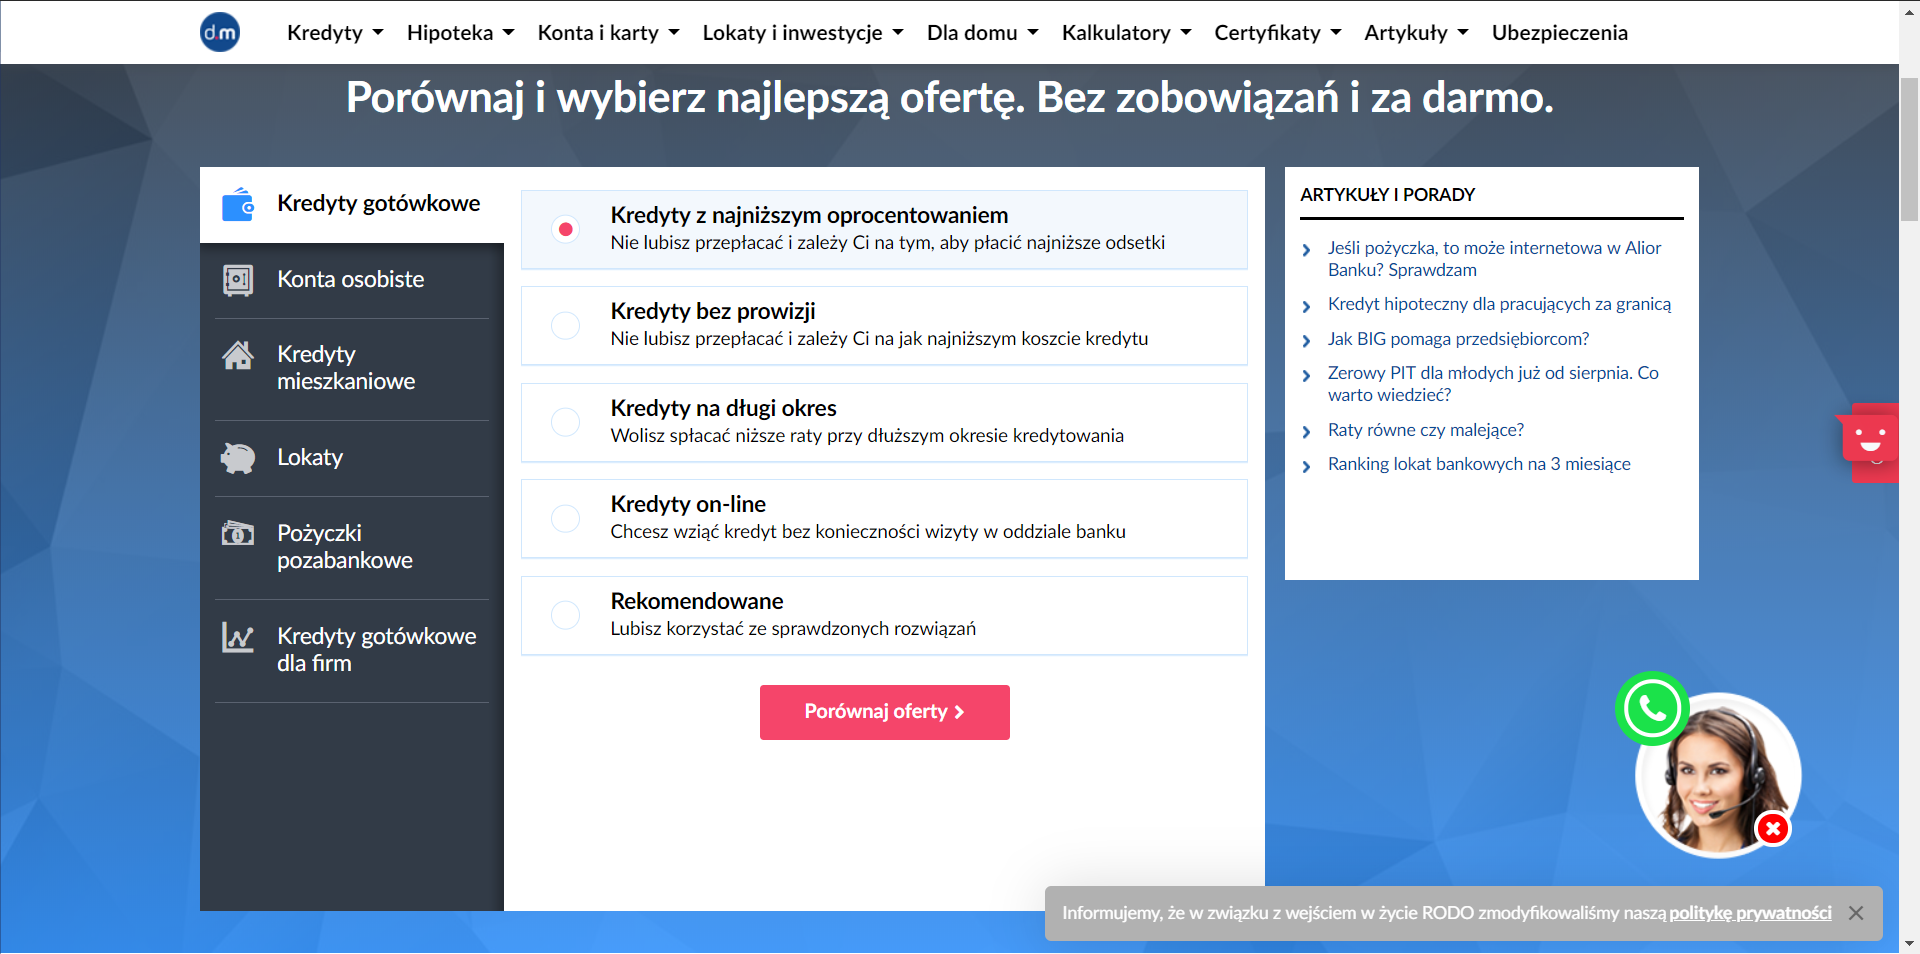 d.m
Kredyty
Hipoteka
Konta i karty
Lokaty i inwestycje
Dla domu
Kalkulatory
Certyfikaty
Artykuły
Ubezpieczenia
Porównaj i wybierz najlepszą ofertę. Bez zobowiązań i za darmo.
Kredyty gotówkowe
Konta osobiste
Kredyty
mieszkaniowe
Lokaty
Pożyczki
pozabankowe
Kredyty gotówkowe
dla firm
Kredyty z najniższym oprocentowaniem
Nie lubisz przepłacać i zależy Ci na tym, aby płacić najniższe odsetki
Kredyty bez prowizji
Nie lubisz przepłacać i zależy Ci na jak najniższym koszcie kredytu
Kredyty na długi okres
Wolisz spłacać niższe raty przy dłuższym okresie kredytowania
Kredyty on-line
Chcesz wziąć kredyt bez konieczności wizyty w oddziale banku
Rekomendowane
Lubisz korzystać ze sprawdzonych rozwiązań
Porównaj oferty
ARTYKUŁY I PORADY
Jeśli pożyczka, to może internetowa w Alior
Banku? Sprawdzam
Kredyt hipoteczny dla pracujących za granicą
Jak BIG pomaga przedsiębiorcom?
Zerowy PIT dla młodych już od sierpnia. Co
warto wiedzieć?
Raty równe czy malejące?
Ranking lokat bankowych na 3 miesiące
Informujemy, że w związku z wejściem w życie RODO zmodyfikowaliśmy naszą politykę prywatności